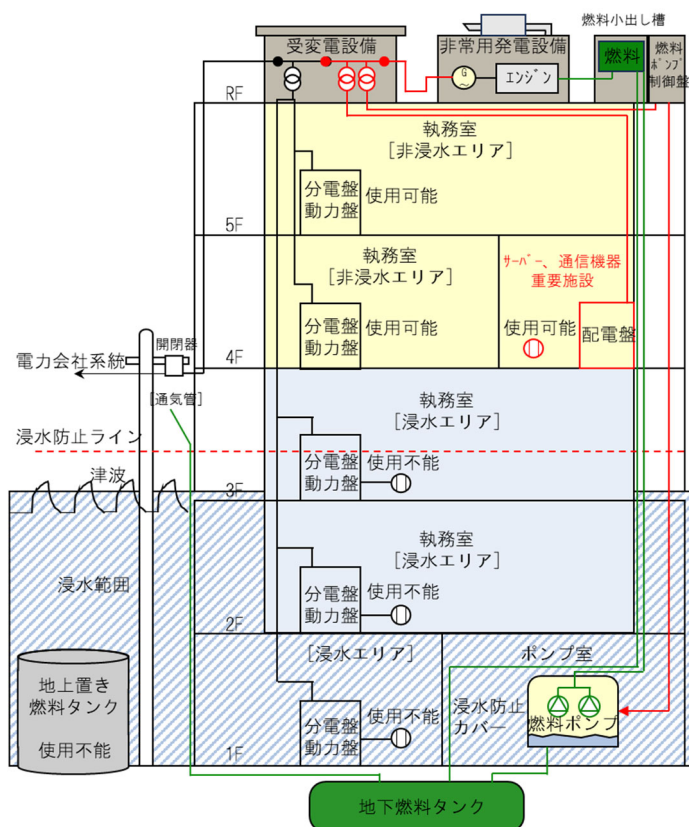 燃料小出し槽
受変電設備
非常用発電設備
燃料
燃料
ポンプ
制御盤
G
~
エンジン
RF
執務室
[非浸水エリア]
分電盤
動力盤
使用可能
5F
執務室
[非浸水エリア]
サーバー、通信機器
重要施設
分電盤
動力盤
使用可能
使用可能
配電盤
開閉器
電力会社系統
4F
[通気管]
執務室
[浸水エリア]
浸水防止ライン
分電盤
動力盤
使用不能
津波
3F
執務室
[浸水エリア]
浸水範囲
分電盤
動力盤
使用不能
2F
[浸水エリア]
ポンプ室
地上置き
燃料タンク
使用不能
分電盤
動力盤
使用不能
浸水防止
カバー
燃料ポンプ
1F
地下燃料タンク